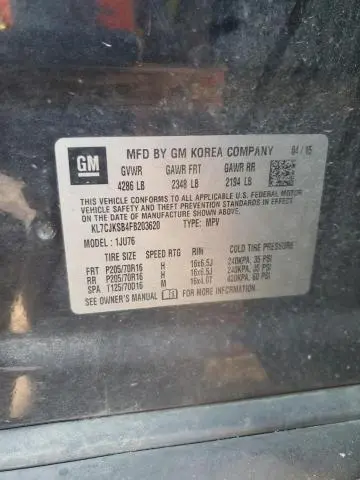 GM
MFD BY GM KOREA COMPANY 04 / 15
GVWR GAWR FRT GAWR RR
4286 LB 2348 LB 2194 LB
THIS VEHICLE CONFORMS TO ALL APPLICABLE U.S. FEDERAL MOTOR
VEHICLE SAFETY AND THEFT PREVENTION STANDARDS IN EFFECT ON
THE DATE OF MANUFACTURE SHOWN ABOVE.
KL7CJKSB4FB203620 TYPE: MPV
MODEL: 1JU76
TIRE SIZE SPEED RTG RIM COLD TIRE PRESSURE
FRT P205/70R16 H 16x6.5J 240KPA, 35 PSI
RR P205/70R16 H 16x6.5J 240KPA, 35 PSI
SPA T125/70D16 M 16x4.0T 420KPA, 60 PSI
SEE OWNER'S MANUAL FOR MORE INFORMATION.